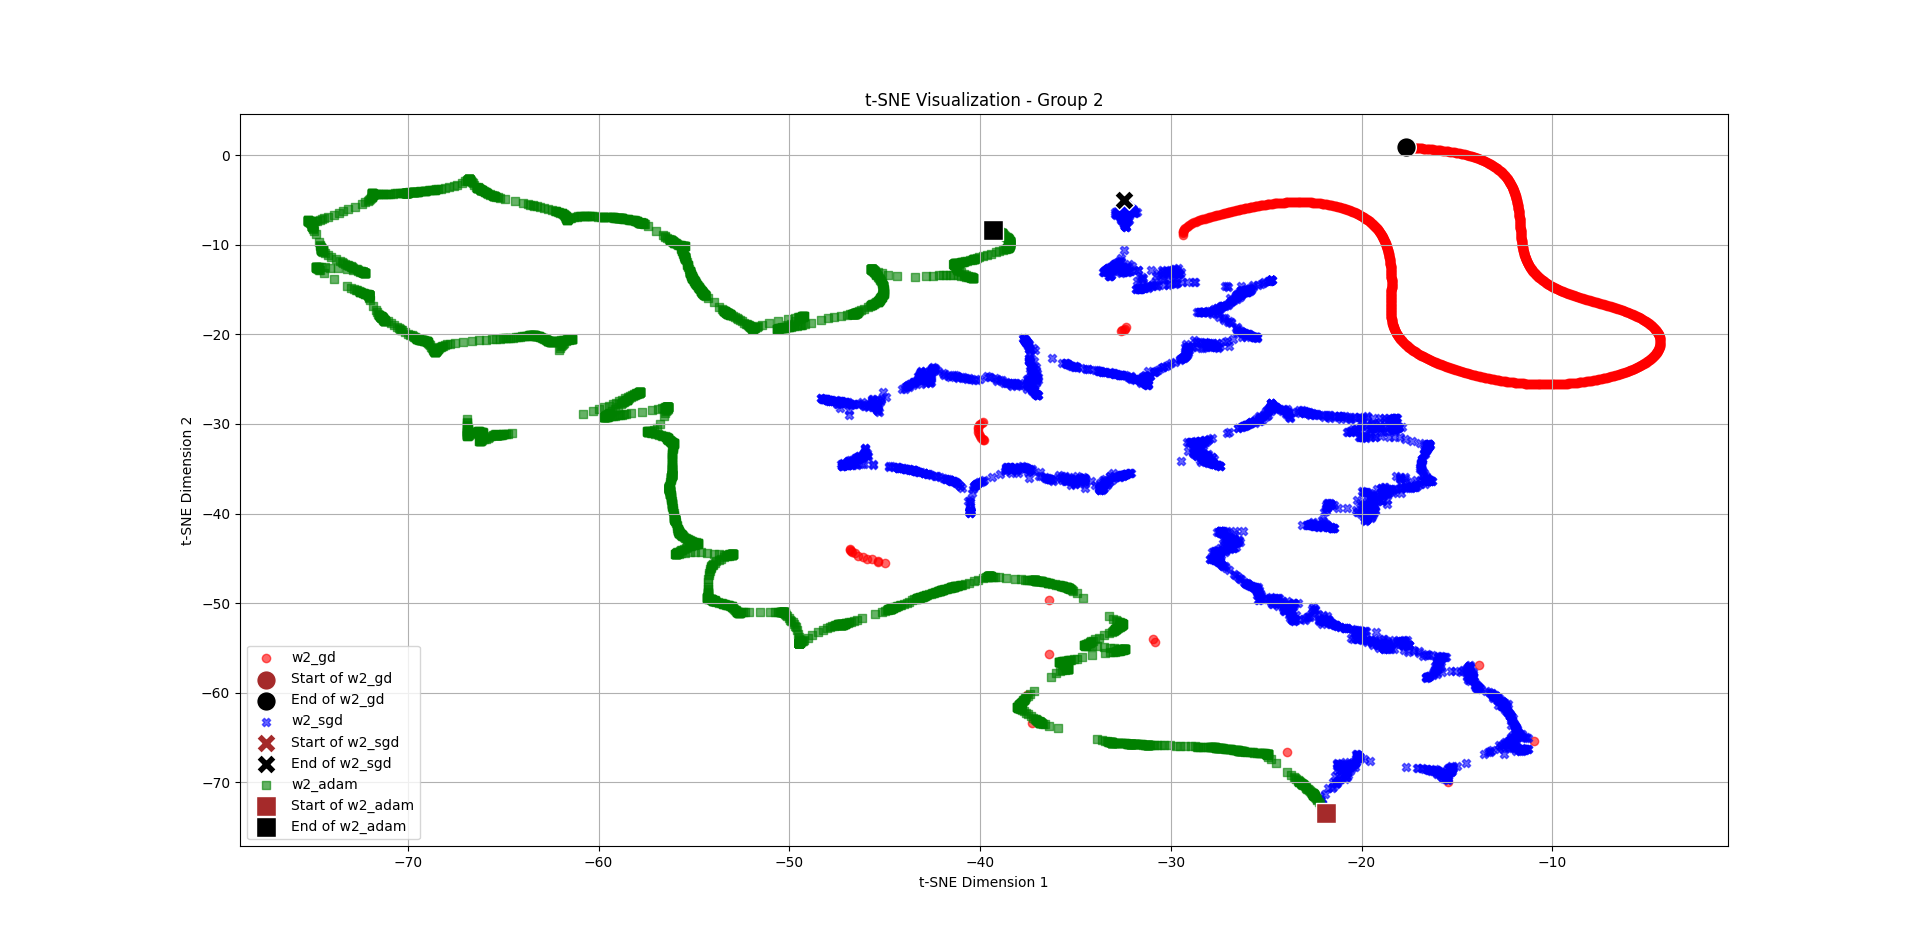 t-SNE Visualization - Group 2
0
−10
−20
−30
−40
−50
−60
−70
t-SNE Dimension 2
w2_gd
Start of w2_gd
End of w2_gd
w2_sgd
Start of w2_sgd
End of w2_sgd
w2_adam
Start of w2_adam
End of w2_adam
−70 −60 −50 −40 −30 −20 −10
t-SNE Dimension 1